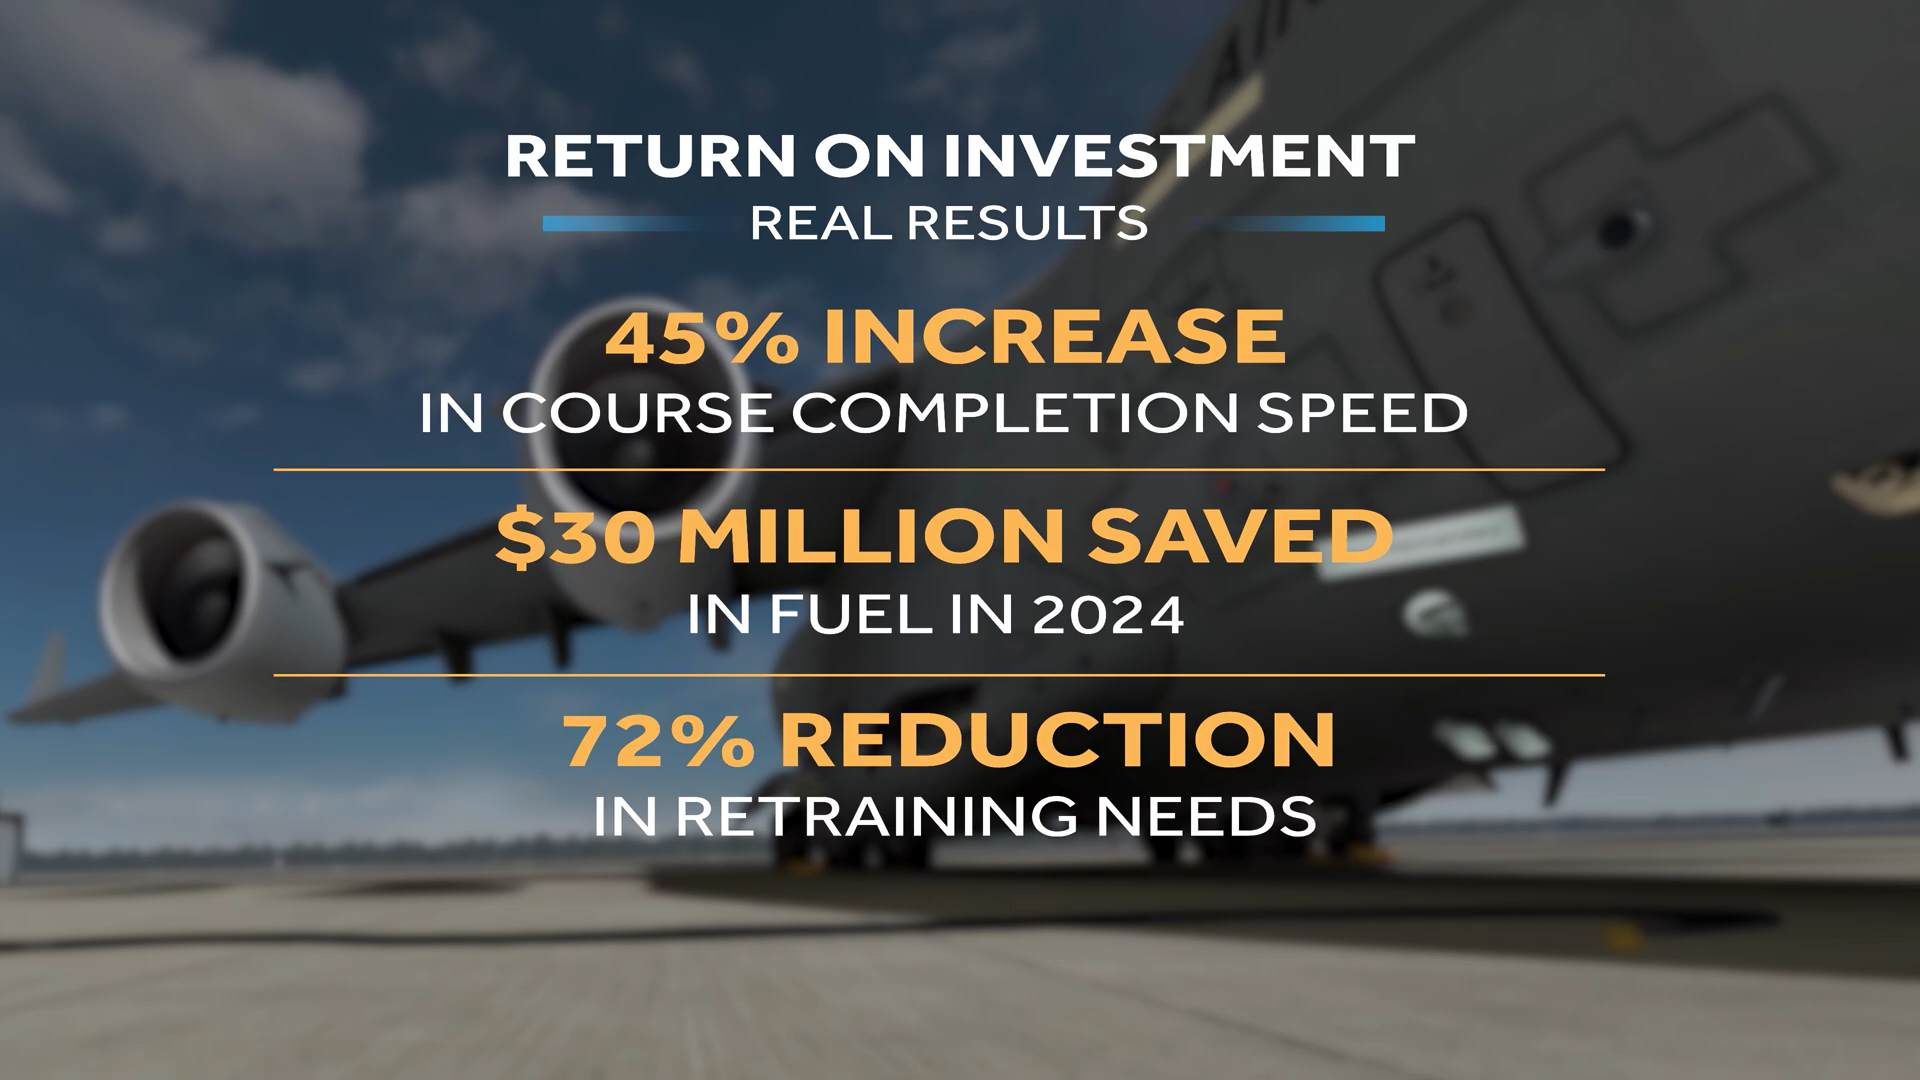 RETURN ON INVESTMENT
REAL RESULTS
45% INCREASE
IN COURSE COMPLETION SPEED
$30 MILLION SAVED
IN FUEL IN 2024
72% REDUCTION
IN RETRAINING NEEDS